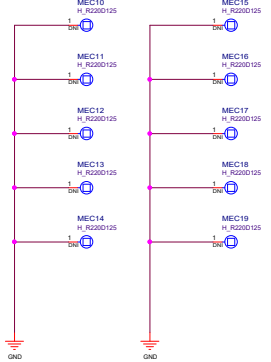 MEC10
H_R220D125
1
DNI
MEC11
H_R220D125
1
DNI
MEC12
H_R220D125
1
DNI
MEC13
H_R220D125
1
DNI
MEC14
H_R220D125
1
DNI
GND
MEC15
H_R220D125
1
DNI
MEC16
H_R220D125
1
DNI
MEC17
H_R220D125
1
DNI
MEC18
H_R220D125
1
DNI
MEC19
H_R220D125
1
DNI
GND